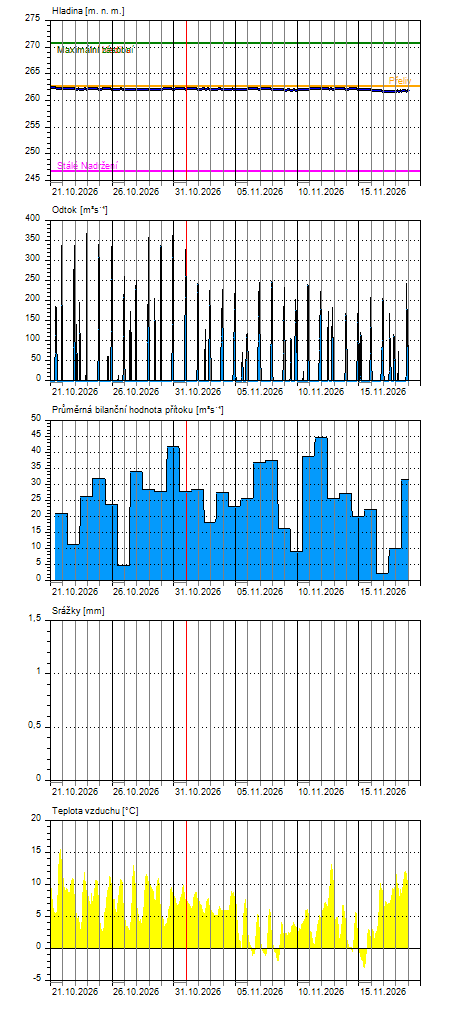 Hladina [m. n. m.]
275
270
265
260
255
250
245
Maximální
Přeliv
Stálé Nadržení
21.10.2026 26.10.2026 31.10.2026 05.11.2026 10.11.2026 15.11.2026
Odtok [m³s⁻¹]
400
350
300
250
200
150
100
50
0
21.10.2026 26.10.2026 31.10.2026 05.11.2026 10.11.2026 15.11.2026
Průměrná bilanční hodnota přítoku [m³s⁻¹]
50
45
40
35
30
25
20
15
10
5
0
21.10.2026 26.10.2026 31.10.2026 05.11.2026 10.11.2026 15.11.2026
Srážky [mm]
1,5
1
0,5
0
21.10.2026 26.10.2026 31.10.2026 05.11.2026 10.11.2026 15.11.2026
Teplota vzduchu [°C]
20
15
10
5
0
-5
21.10.2026 26.10.2026 31.10.2026 05.11.2026 10.11.2026 15.11.2026